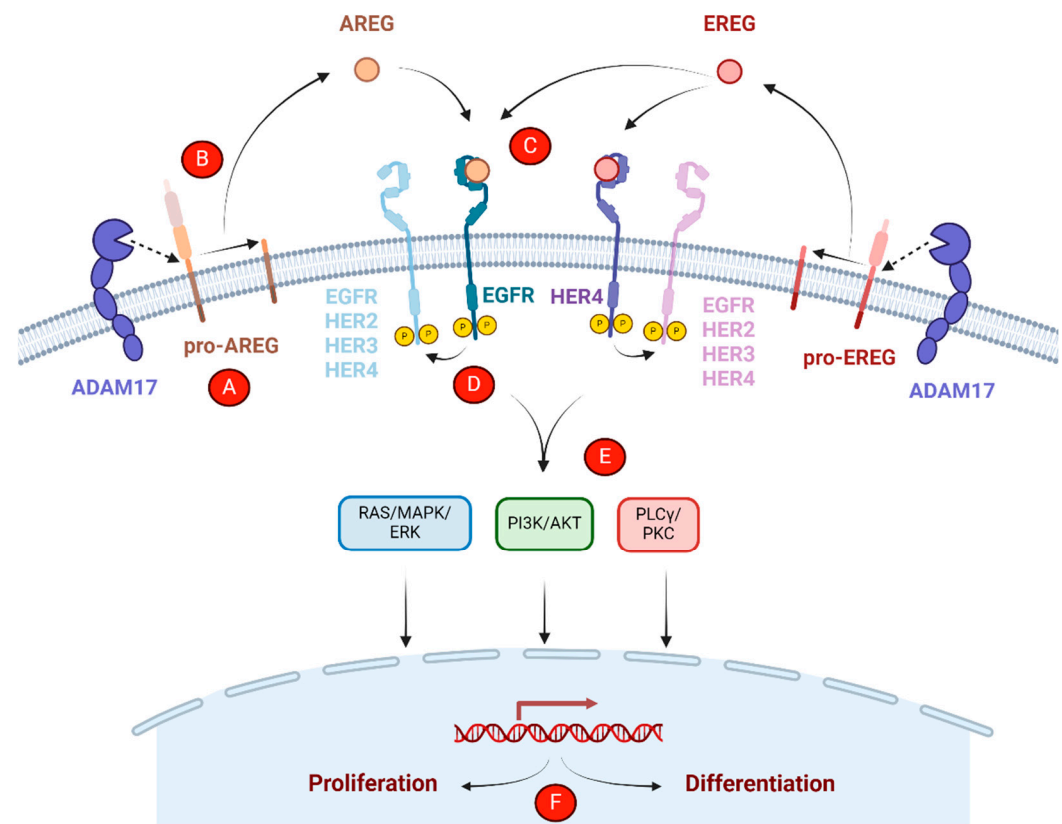 AREG
EREG
C
B
EGFR
HER2
HER3
HER4
EGFR
HER4
EGFR
HER2
HER3
HER4
P
P
P
P
P
P
P
P
pro-AREG
pro-EREG
ADAM17
ADAM17
A
D
E
RAS/MAPK/
ERK
PI3K/AKT
PLCγ/
PKC
Proliferation
Differentiation
F